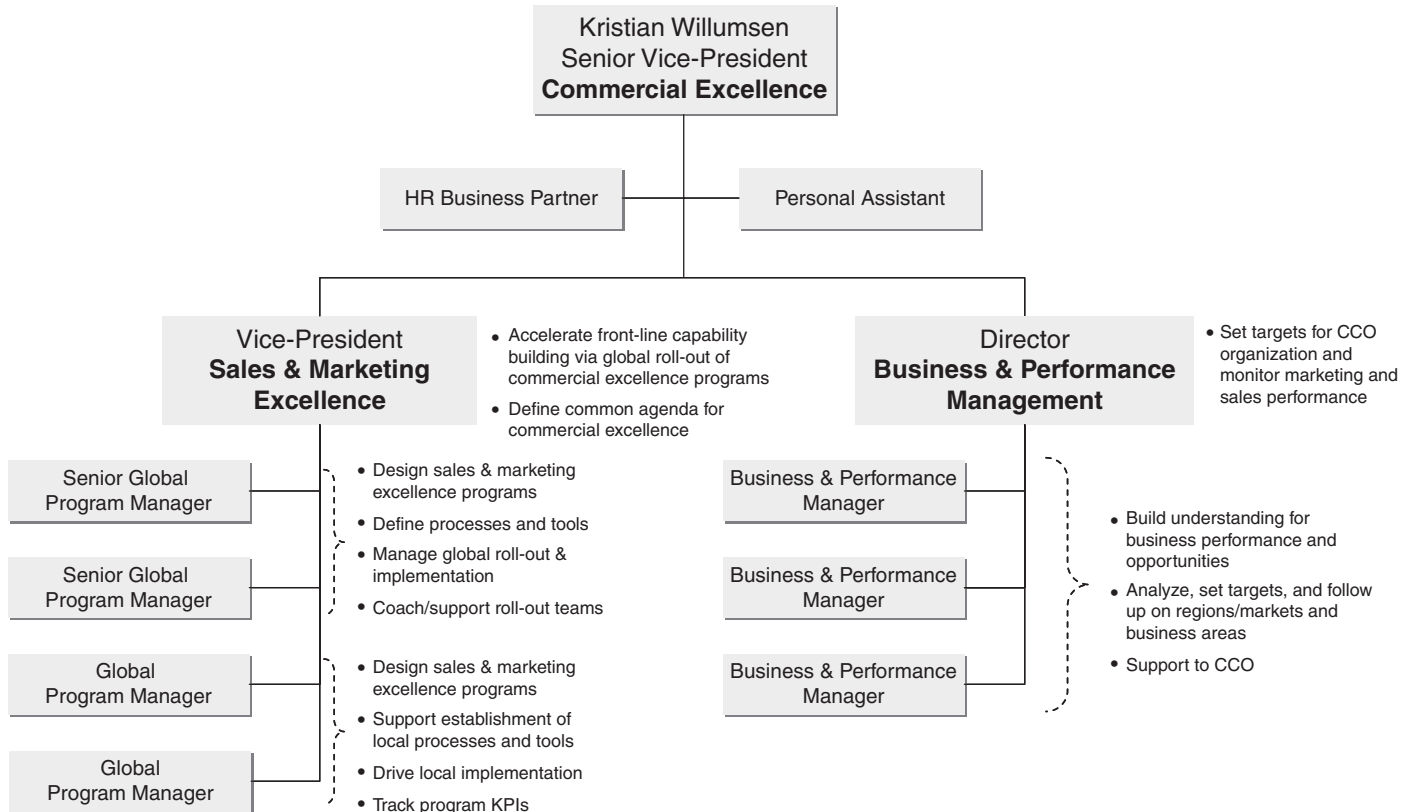 Kristian Willumsen
Senior Vice-President
Commercial Excellence
HR Business Partner
Personal Assistant
Vice-President
Sales & Marketing
Excellence
• Accelerate front-line capability
building via global roll-out of
commercial excellence programs
• Define common agenda for
commercial excellence
Director
Business & Performance
Management
• Set targets for CCO
organization and
monitor marketing and
sales performance
Senior Global
Program Manager
Senior Global
Program Manager
• Design sales & marketing
excellence programs
• Define processes and tools
• Manage global roll-out &
implementation
• Coach/support roll-out teams
Global
Program Manager
Global
Program Manager
• Design sales & marketing
excellence programs
• Support establishment of
local processes and tools
• Drive local implementation
• Track program KPIs
Business & Performance
Manager
Business & Performance
Manager
Business & Performance
Manager
• Build understanding for
business performance and
opportunities
• Analyze, set targets, and follow
up on regions/markets and
business areas
• Support to CCO